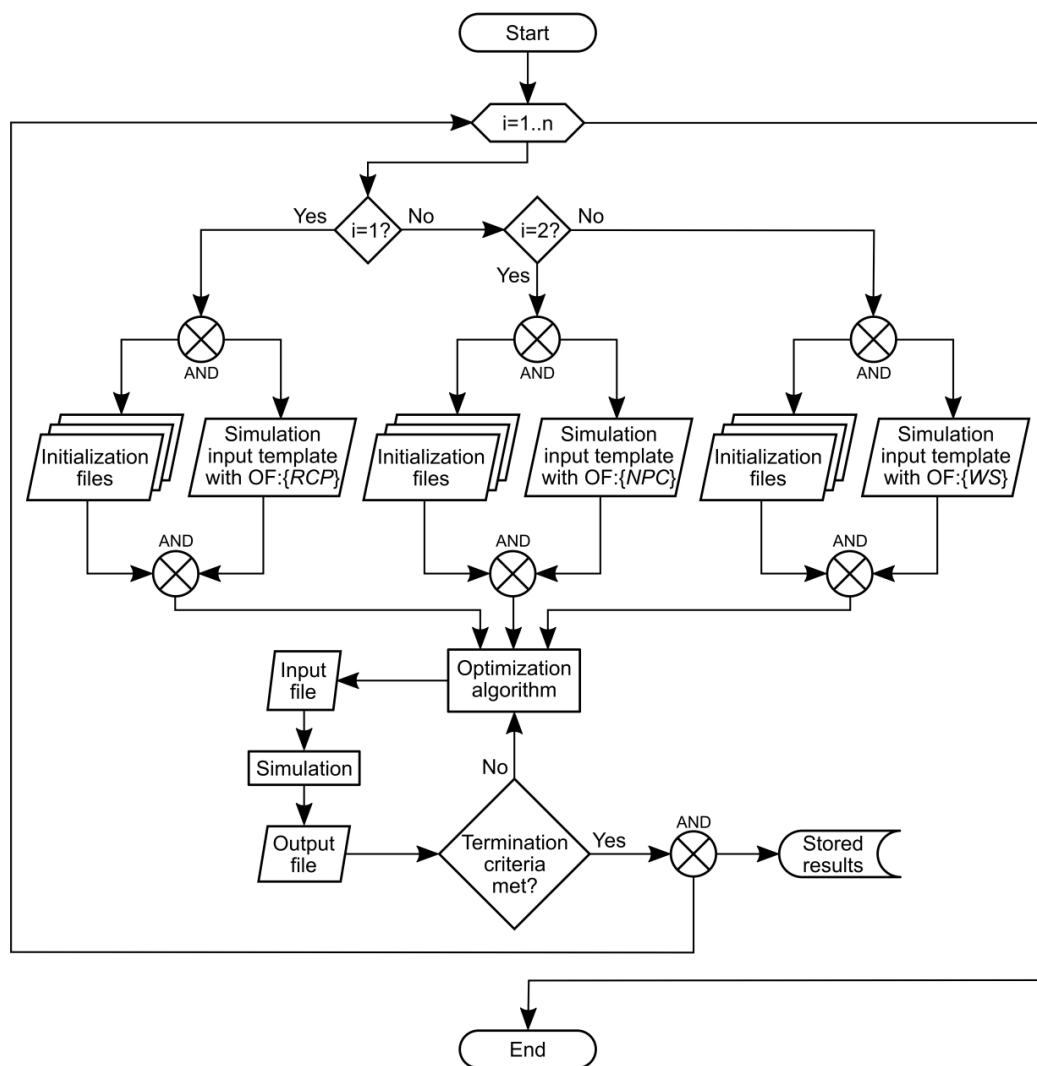 Start
i=1..n
Yes
i=1?
No
i=2?
No
Yes
AND
AND
AND
Initialization
files
Simulation
input template
with OF:{RCP}
Initialization
files
Simulation
input template
with OF:{NPC}
Initialization
files
Simulation
input template
with OF:{WS}
AND
AND
AND
Optimization
algorithm
Input
file
Simulation
Output
file
No
Termination
criteria
met?
Yes
AND
Stored
results
End